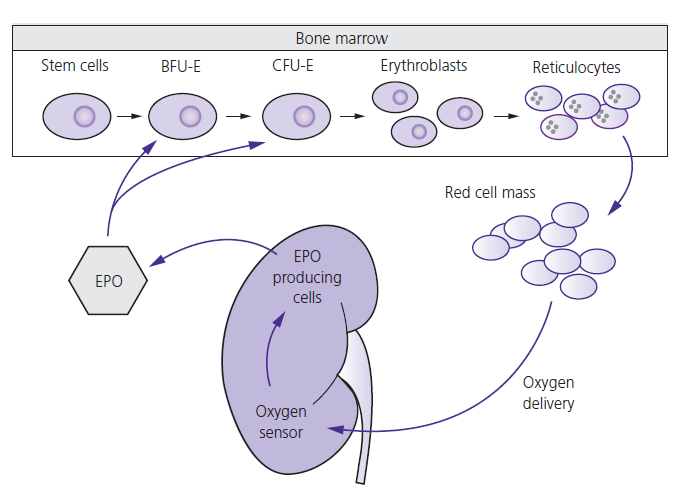 Bone marrow
Stem cells
BFU-E
CFU-E
Erythroblasts
Reticulocytes
Red cell mass
EPO
EPO
producing
cells
Oxygen
sensor
Oxygen
delivery